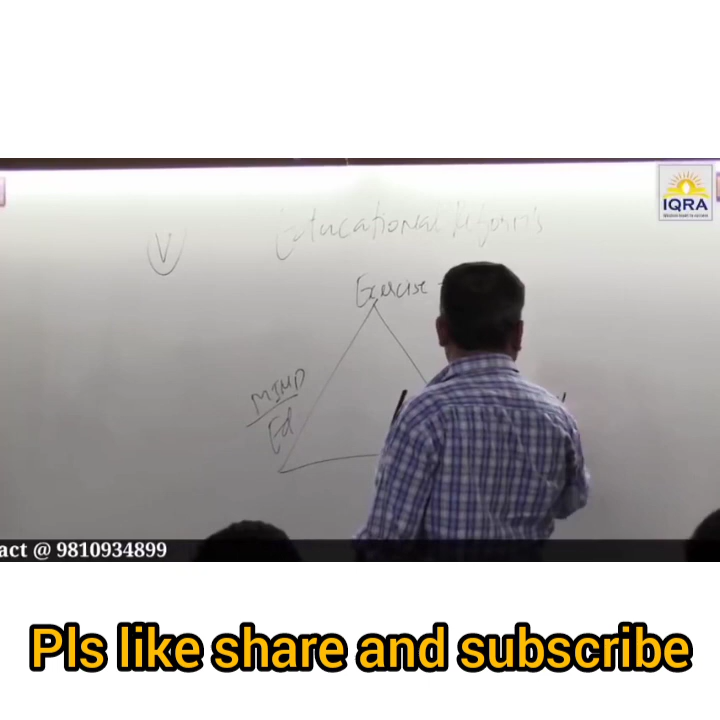 IQRA
V
Educational Reforms
Exercise
MIND
Ed
act @ 9810934899
Pls like share and subscribe